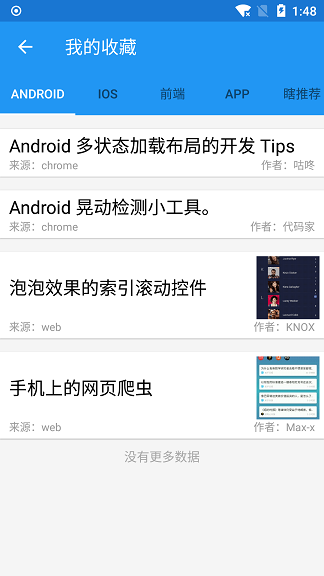 1:48
我的收藏
ANDROID IOS 前端 APP 瞎推荐
Android 多状态加载布局的开发 Tips
来源：chrome 作者：咕咚
Android 晃动检测小工具。
来源：chrome 作者：代码家
泡泡效果的索引滚动控件
来源：web 作者：KNOX
手机上的网页爬虫
来源：web 作者：Max-x
没有更多数据